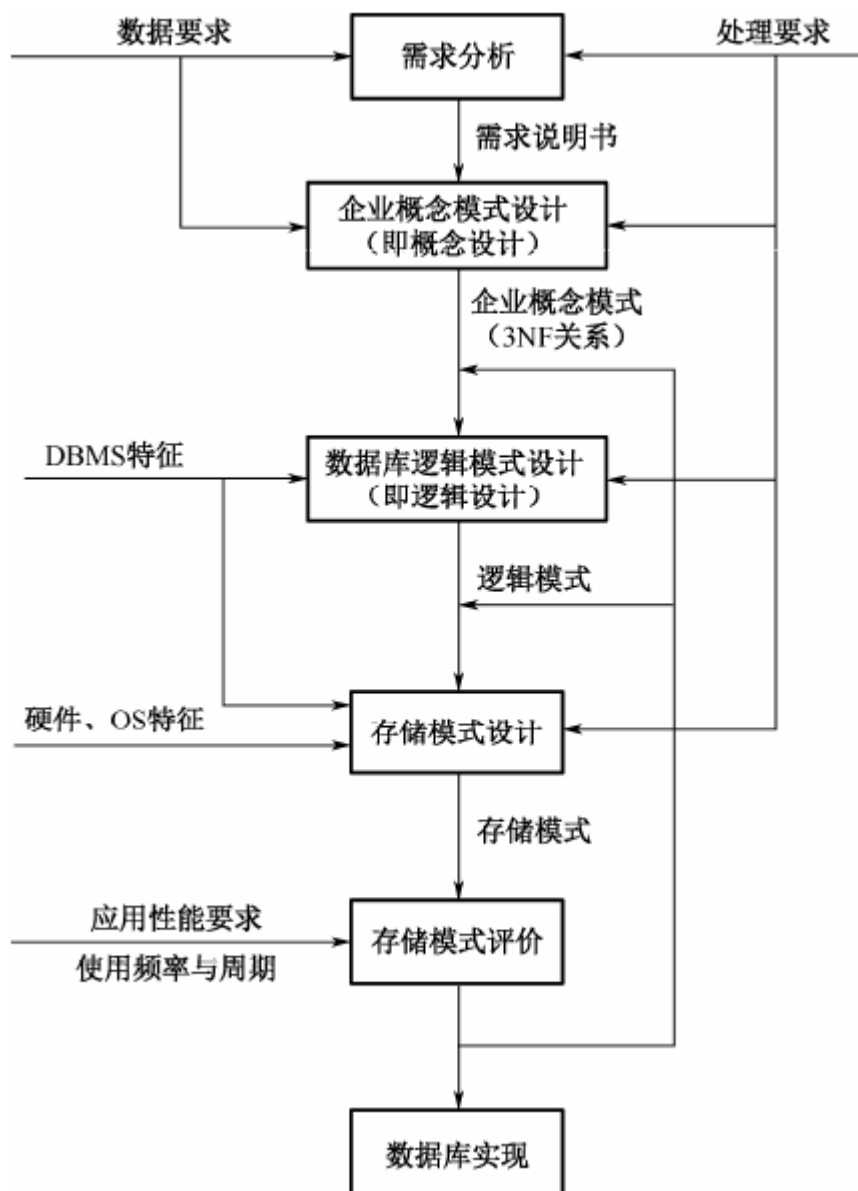 数据要求
处理要求
需求分析
需求说明书
企业概念模式设计
（即概念设计）
企业概念模式
（3NF关系）
DBMS特征
数据库逻辑模式设计
（即逻辑设计）
逻辑模式
硬件、OS特征
存储模式设计
存储模式
应用性能要求
使用频率与周期
存储模式评价
数据库实现